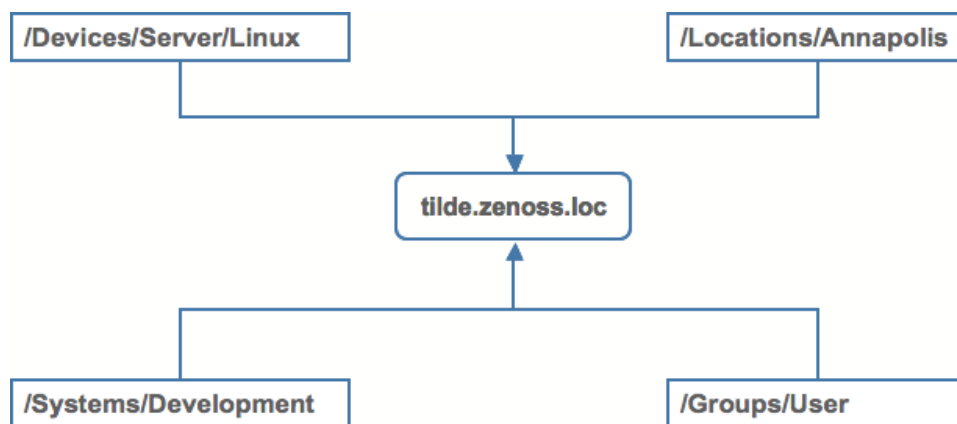 /Devices/Server/Linux
/Locations/Annapolis
tilde.zenoss.loc
/Systems/Development
/Groups/User